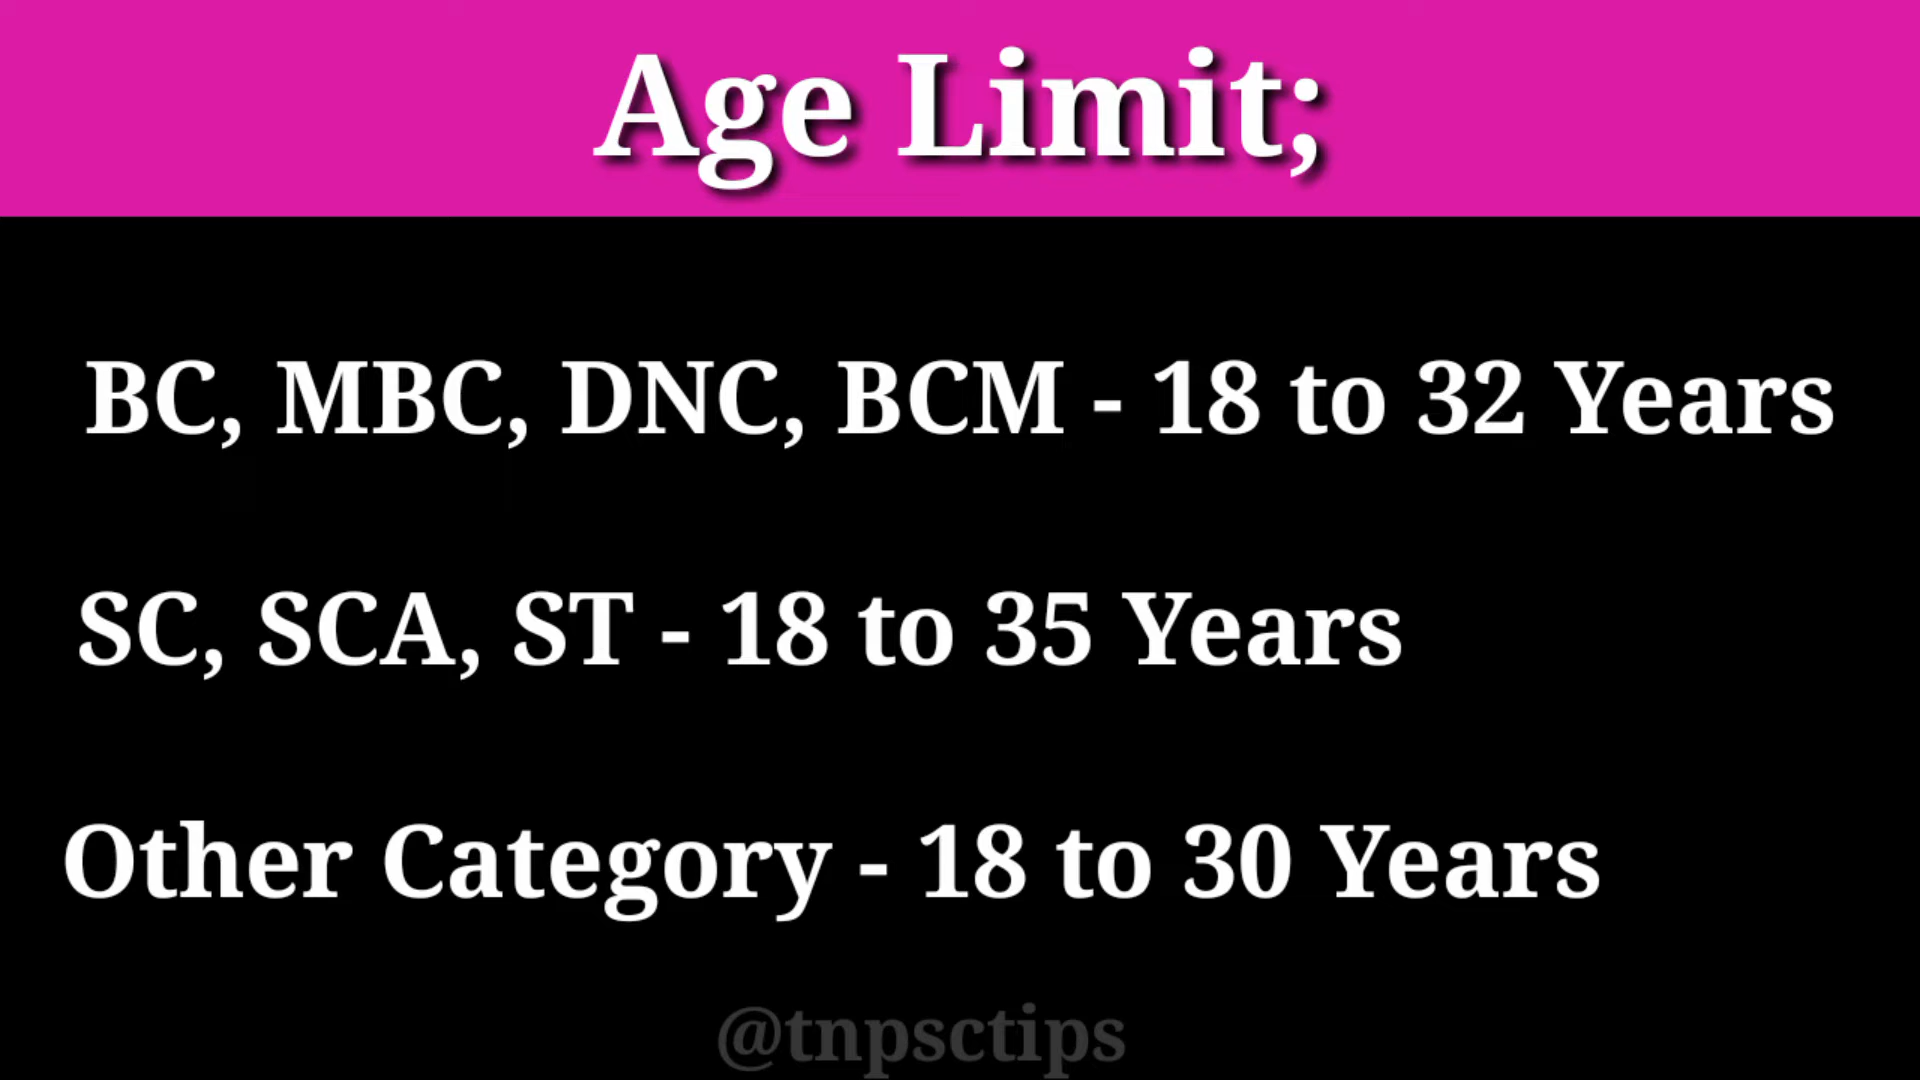 Age Limit;
BC, MBC, DNC, BCM - 18 to 32 Years
SC, SCA, ST - 18 to 35 Years
Other Category - 18 to 30 Years
@tnpsctips